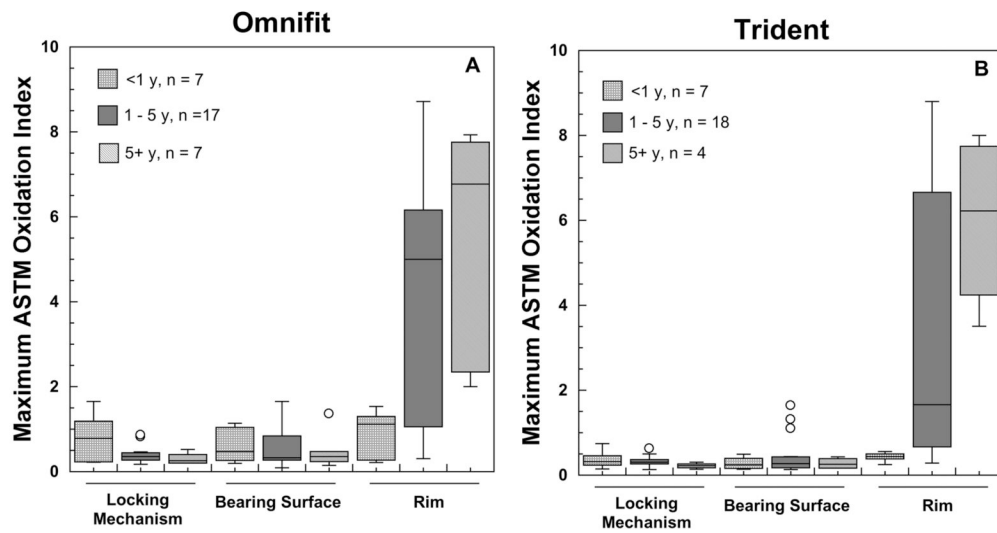 Omnifit
Maximum ASTM Oxidation Index
10
8
6
4
2
0
A
<1 y, n = 7
1 - 5 y, n =17
5+ y, n = 7
Locking
Mechanism
Bearing Surface
Rim
Trident
Maximum ASTM Oxidation Index
10
8
6
4
2
0
B
<1 y, n = 7
1 - 5 y, n = 18
5+ y, n = 4
Locking
Mechanism
Bearing Surface
Rim